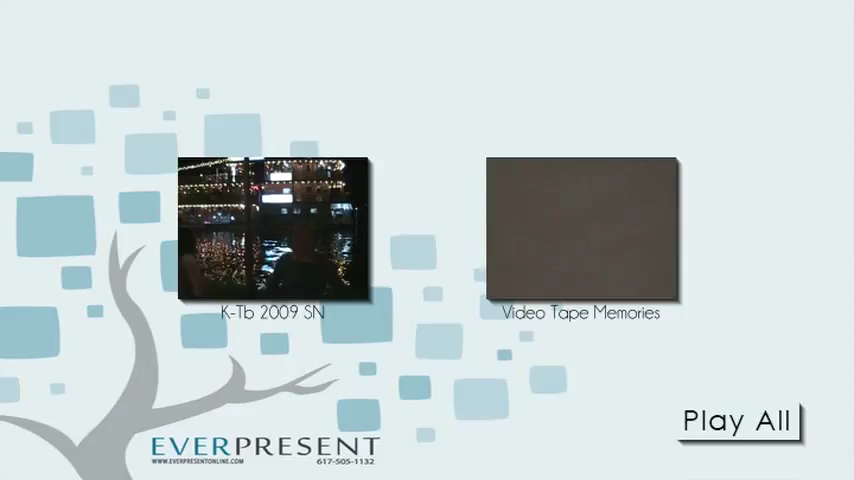 K-Tb 2009 SN
Video Tape Memories
Play All
EVERPRESENT
WWW.EVERPRESENTONLINE.COM
617-505-1132